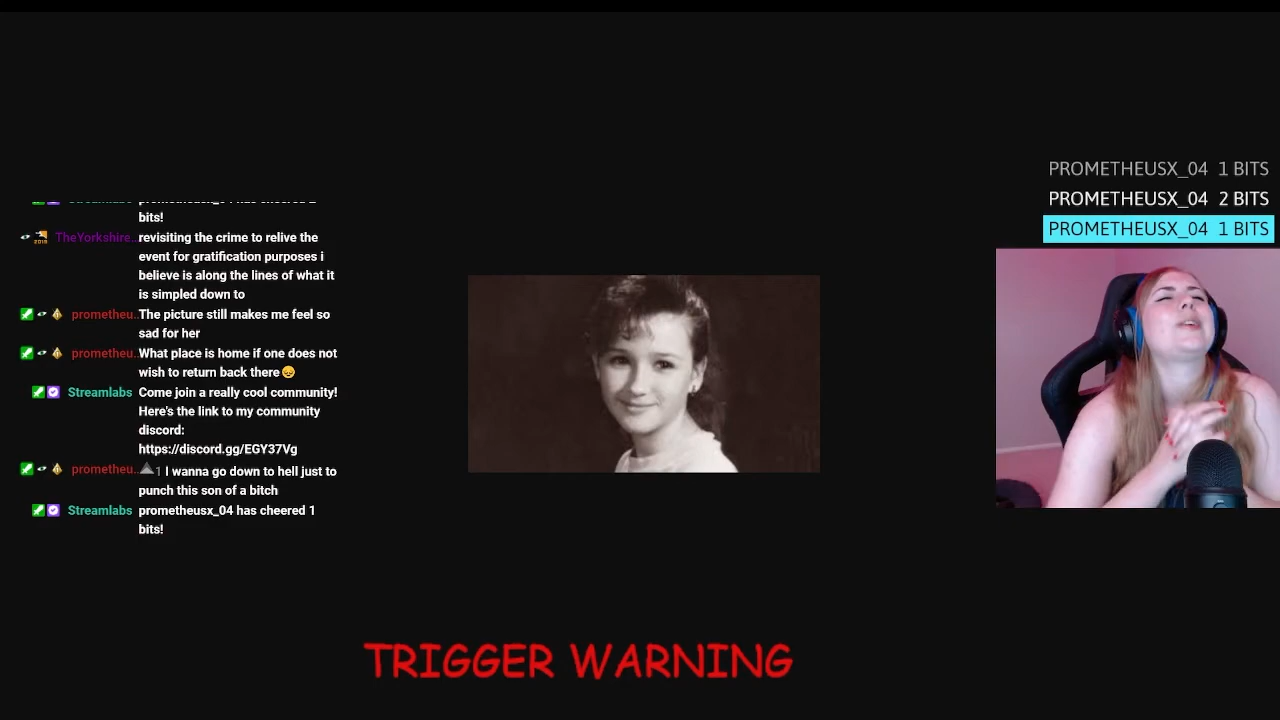 bits!
TheYorkshire.. revisiting the crime to relive the
event for gratification purposes i
believe is along the lines of what it
is simpled down to
prometheu.. The picture still makes me feel so
sad for her
prometheu.. What place is home if one does not
wish to return back there
Streamlabs Come join a really cool community!
Here's the link to my community
discord:
https://discord.gg/EGY37Vg
prometheu.. 1 I wanna go down to hell just to
punch this son of a bitch
Streamlabs prometheusx_04 has cheered 1
bits!
PROMETHEUSX_04 1 BITS
PROMETHEUSX_04 2 BITS
PROMETHEUSX_04 1 BITS
TRIGGER WARNING